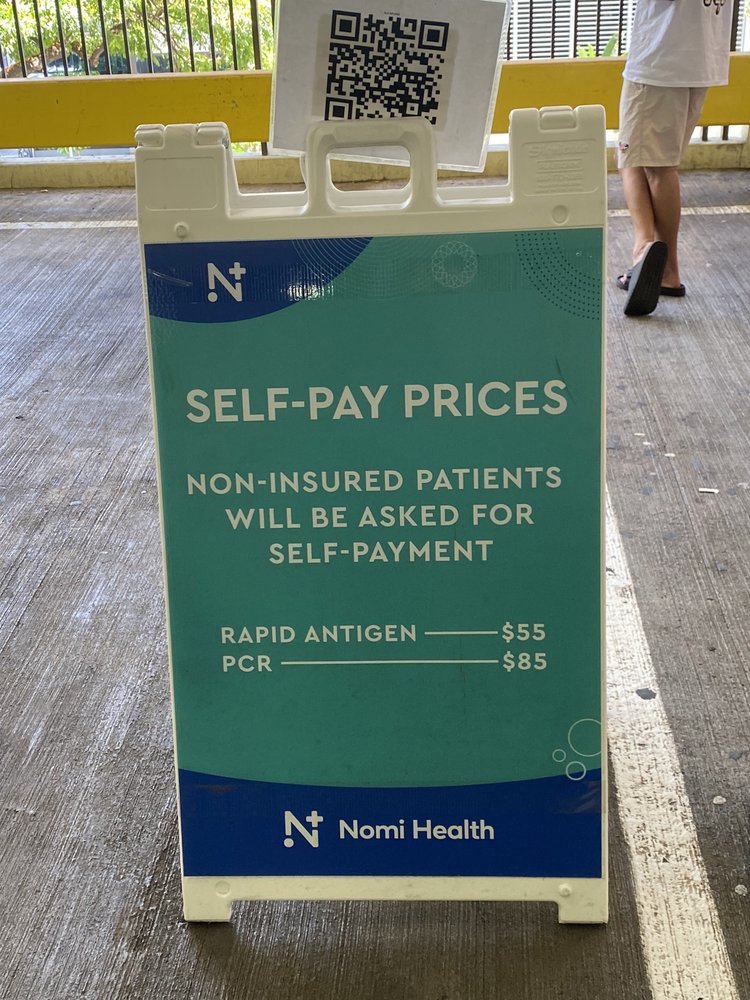 SELF-PAY PRICES
NON-INSURED PATIENTS
WILL BE ASKED FOR
SELF-PAYMENT
RAPID ANTIGEN $55
PCR $85
Nomi Health